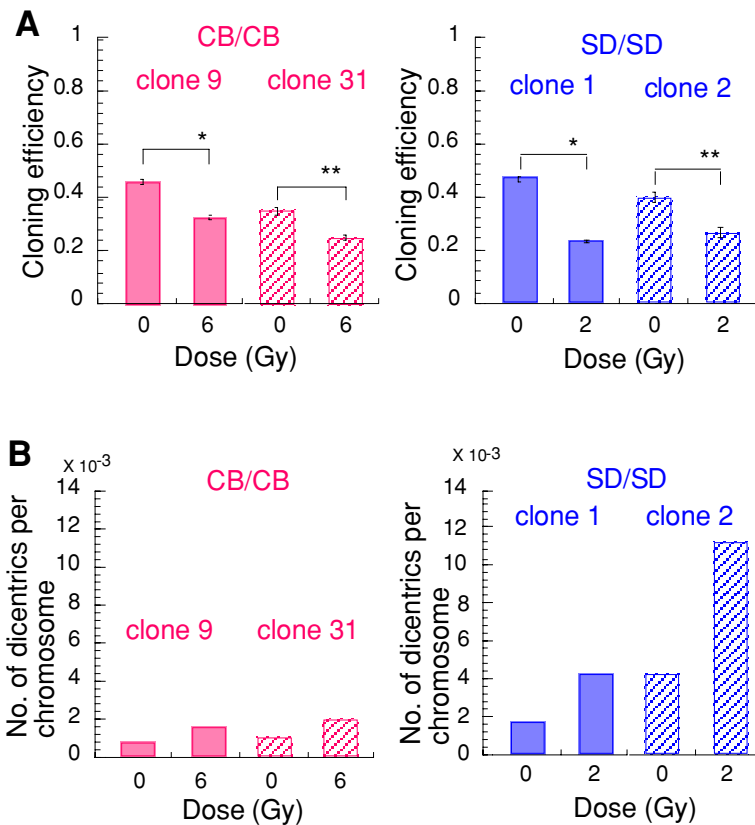 A
CB/CB
clone 9 clone 31
Cloning efficiency
1
0.8
0.6
0.4
0.2
0
*
**
0 6 0 6
Dose (Gy)
SD/SD
clone 1 clone 2
Cloning efficiency
1
0.8
0.6
0.4
0.2
0
*
**
0 2 0 2
Dose (Gy)
B
X 10-3
CB/CB
clone 9 clone 31
No. of dicentrics per
chromosome
14
12
10
8
6
4
2
0
0 6 0 6
Dose (Gy)
X 10-3
SD/SD
clone 1 clone 2
No. of dicentrics per
chromosome
14
12
10
8
6
4
2
0
0 2 0 2
Dose (Gy)